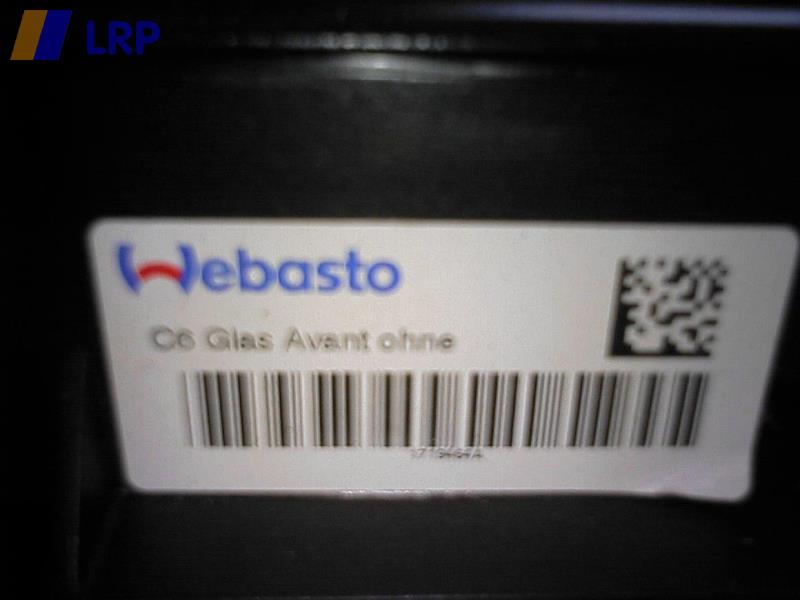 LRP
Webasto
C6 Glas Avant ohne